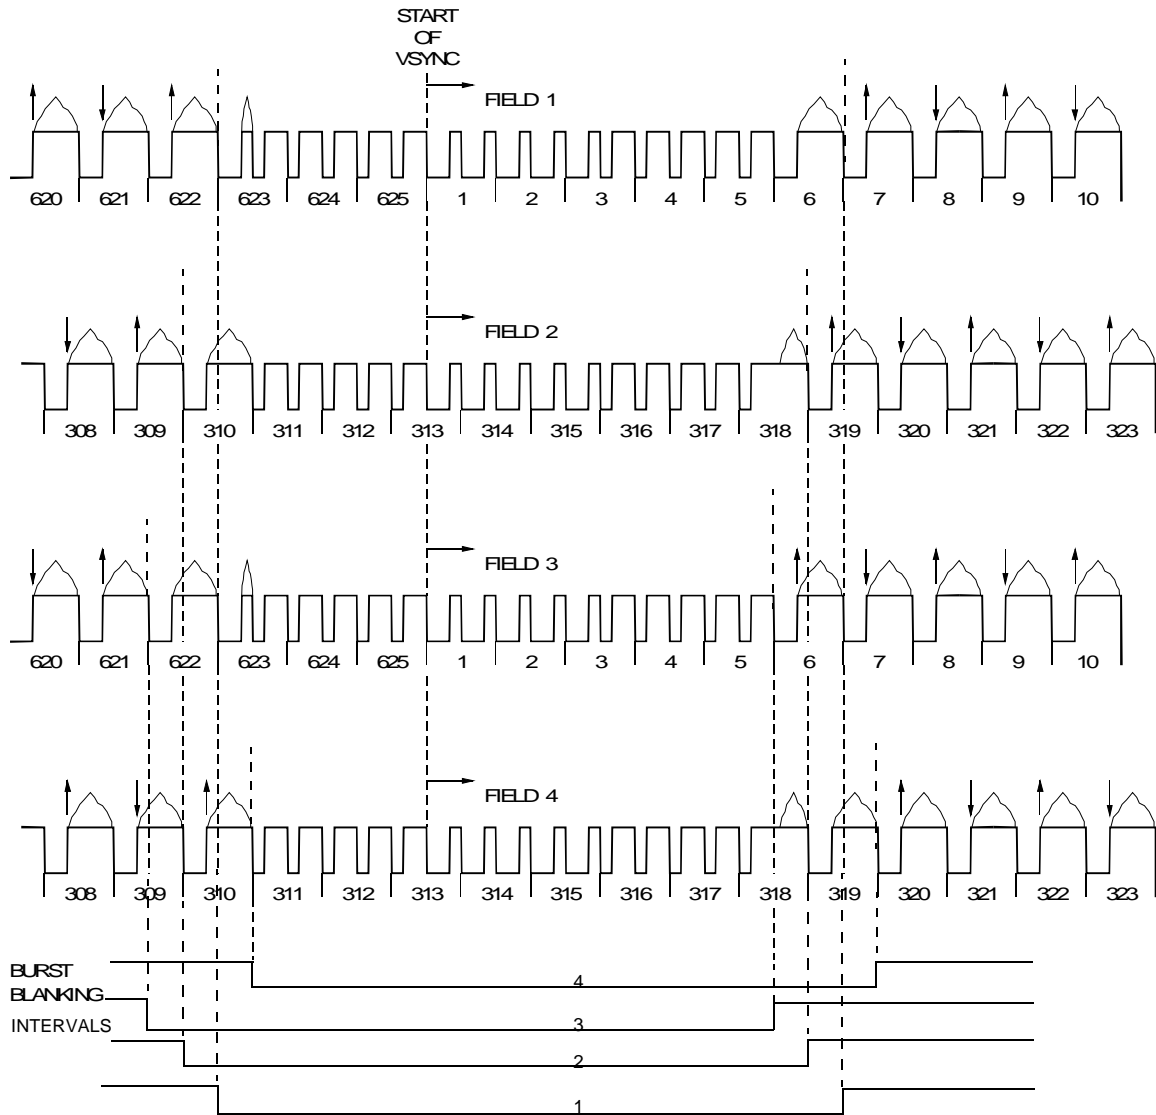 START
OF
VSYNC
FIELD 1
620 621 622 623 624 625 1 2 3 4 5 6 7 8 9 10
FIELD 2
308 309 310 311 312 313 314 315 316 317 318 319 320 321 322 323
FIELD 3
620 621 622 623 624 625 1 2 3 4 5 6 7 8 9 10
FIELD 4
308 309 310 311 312 313 314 315 316 317 318 319 320 321 322 323
BURST
4
BLANKING
INTERVALS
3
2
1